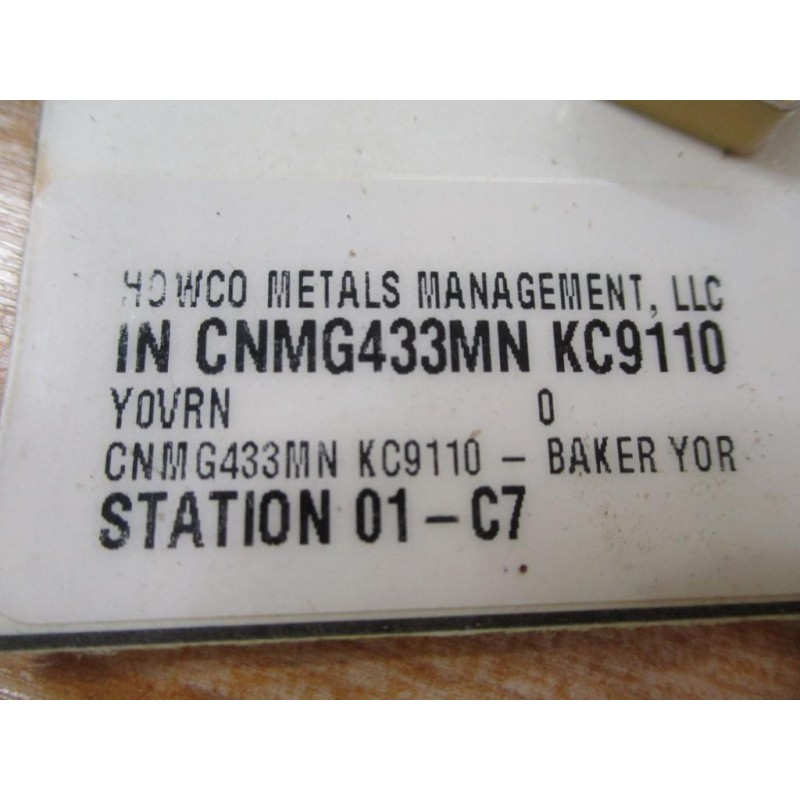 HOWCO METALS MANAGEMENT, LLC
IN CNMG433MN KC9110
YOVRN 0
CNMG433MN KC9110 - BAKER YOR
STATION 01-C7